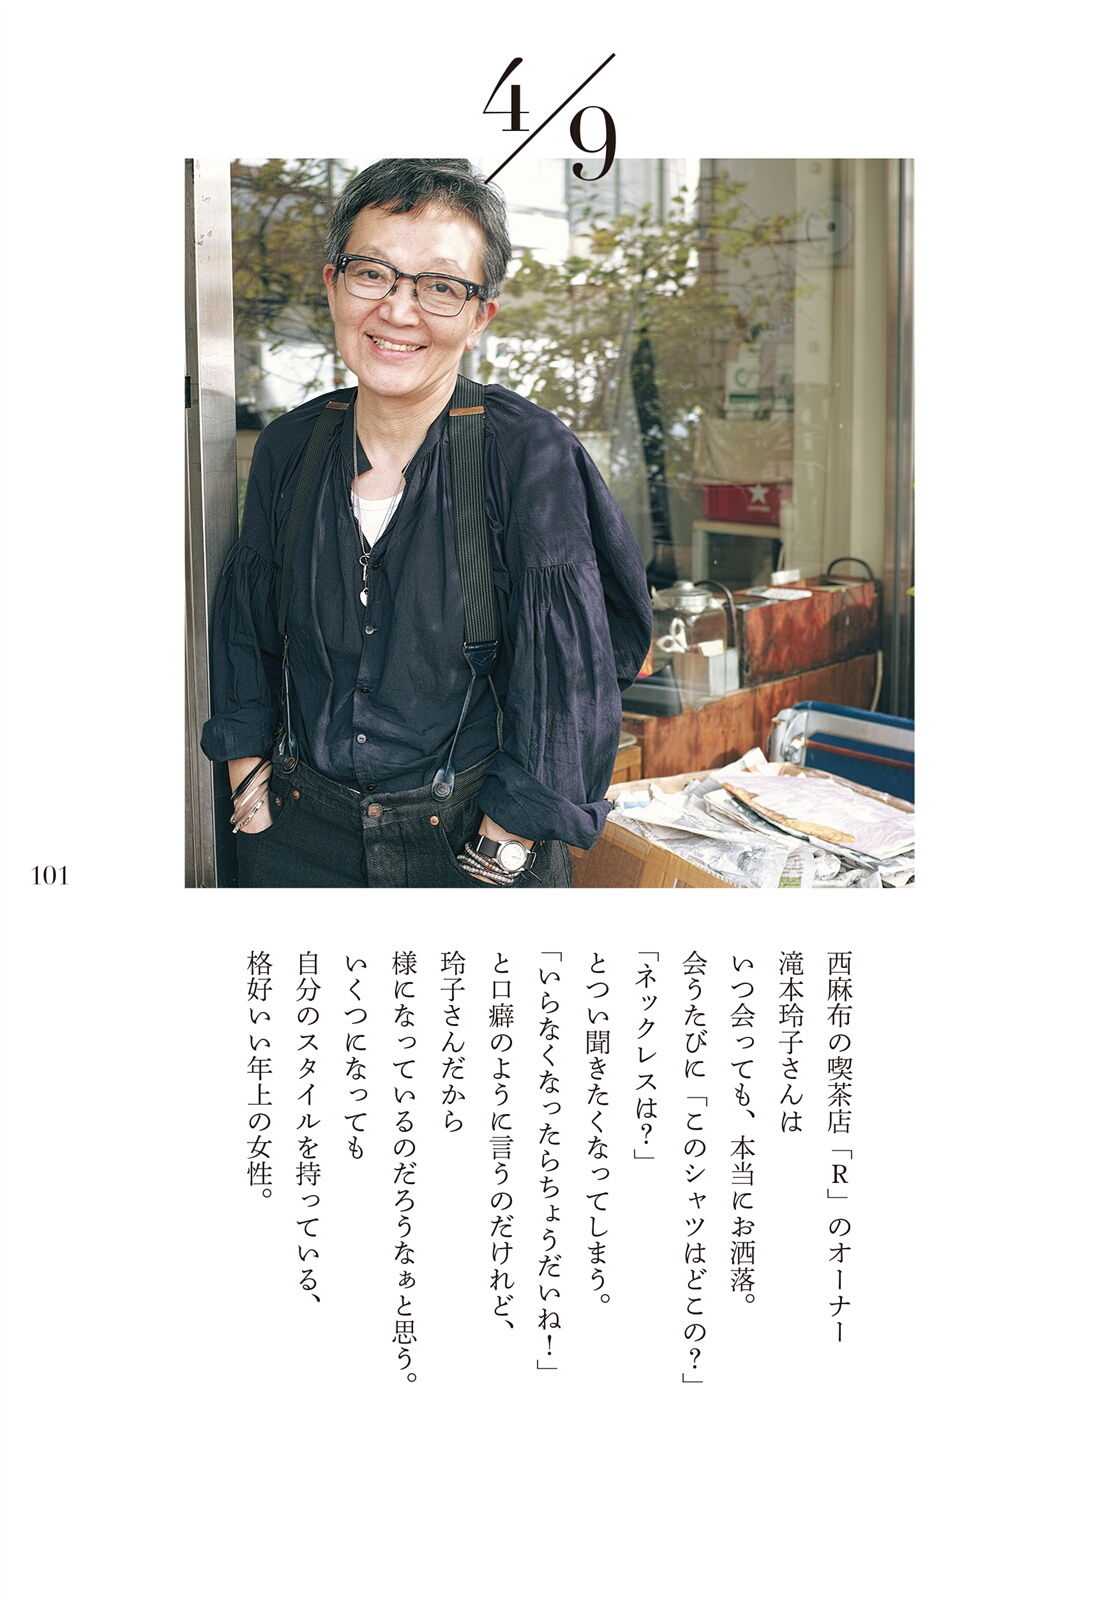 4/9
西麻布の喫茶店「R」のオーナー
滝本玲子さんは
いつ会っても、本当にお洒落。
会うたびに「このシャツはどこの?」
「ネックレスは?」
とつい聞きたくなってしまう。
「いらなくなったらちょうだいね!」
と口癖のように言うのだけれど、
玲子さんだから
様になっているのだろうなぁと思う。
いくつになっても
自分のスタイルを持っている、
格好いい年上の女性。
101